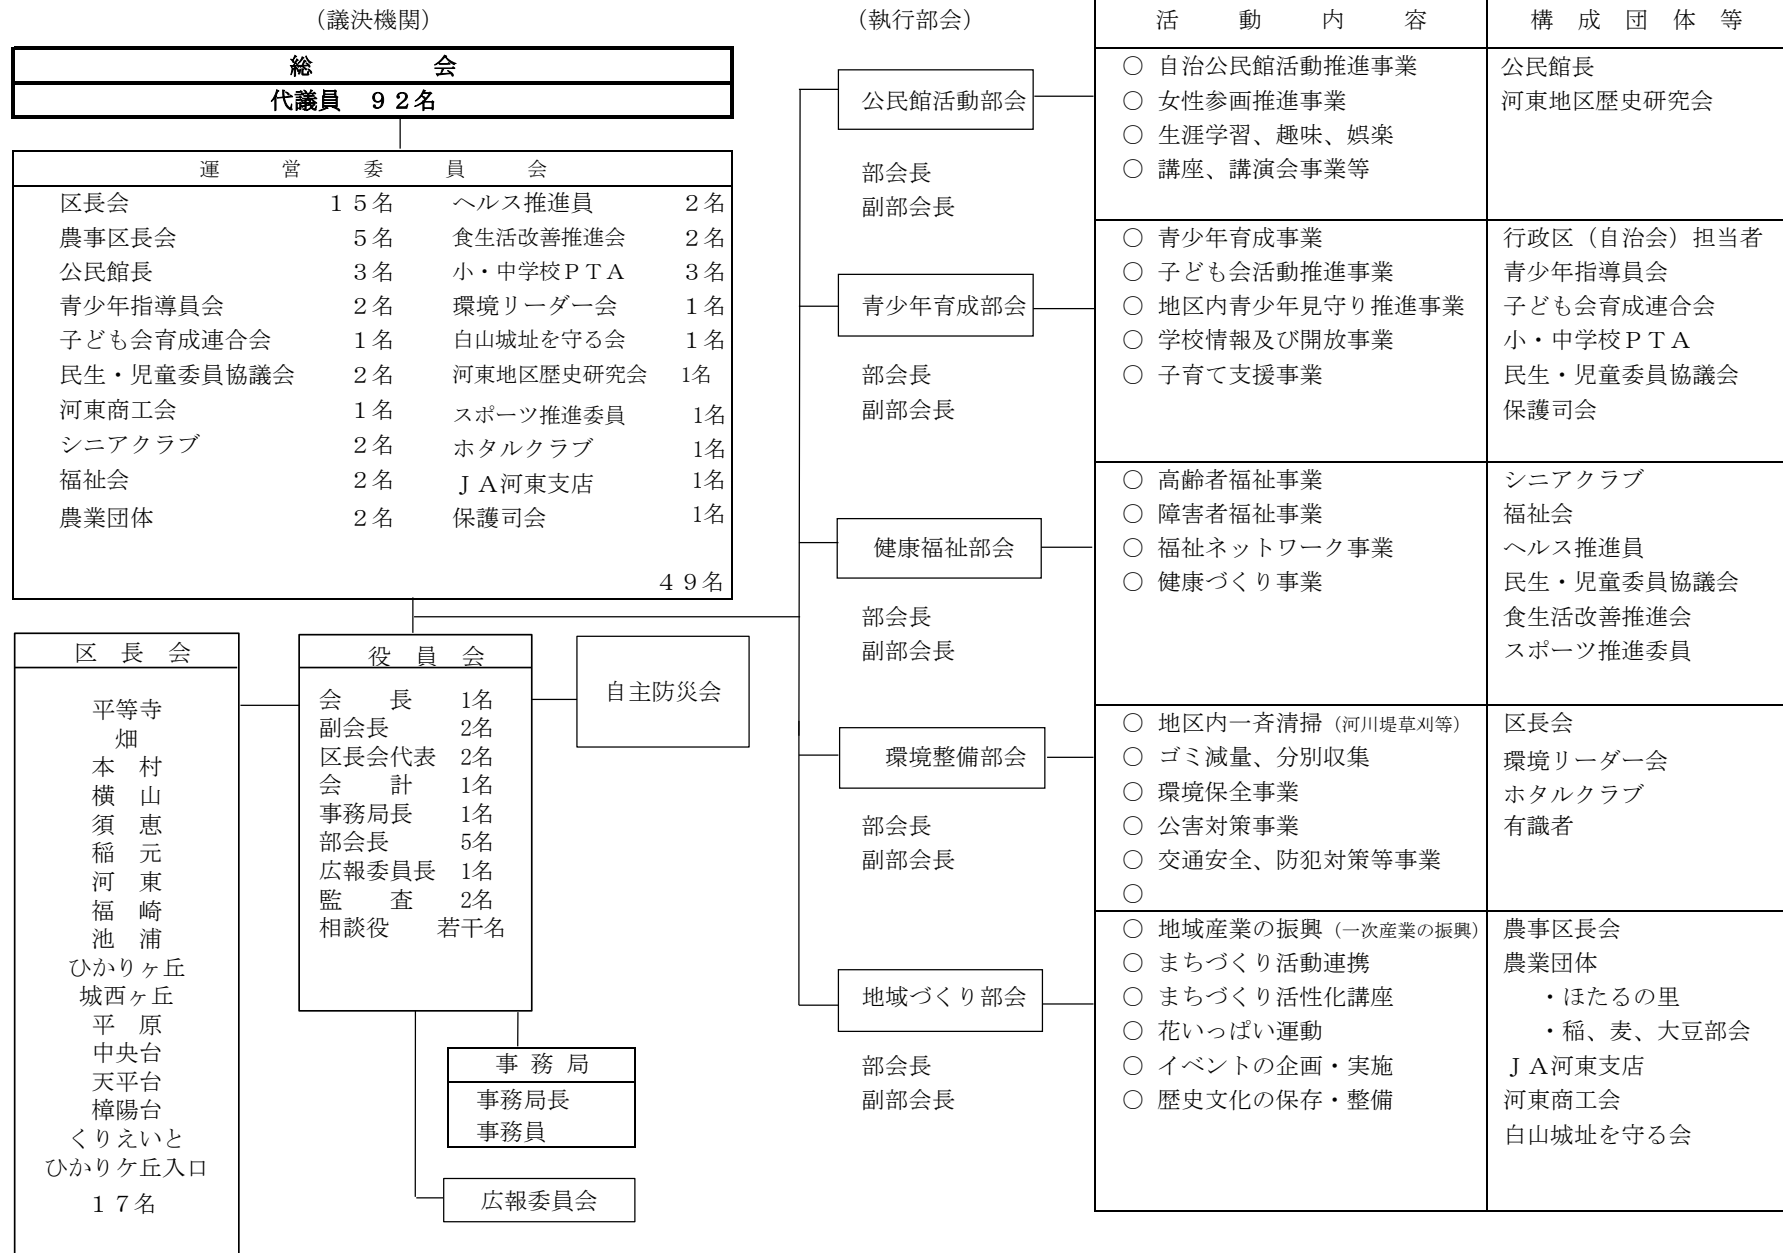 （議決機関）
総　　　会
代議員　９２名
運　営　委　員　会
区長会　１５名　ヘルス推進員　２名
農事区長会　５名　食生活改善推進会　２名
公民館長　３名　小・中学校ＰＴＡ　３名
青少年指導員会　２名　環境リーダー会　１名
子ども会育成連合会　１名　白山城址を守る会　１名
民生・児童委員協議会　２名　河東地区歴史研究会　1名
河東商工会　１名　スポーツ推進委員　1名
シニアクラブ　２名　ホタルクラブ　1名
福祉会　２名　ＪＡ河東支店　1名
農業団体　２名　保護司会　1名
４９名
区　長　会
平等寺
畑
本　村
横　山
須　恵
稲　元
河　東
福　崎
池　浦
ひかりヶ丘
城西ヶ丘
平　原
中央台
天平台
樟陽台
くりえいと
ひかりケ丘入口
１７名
役　員　会
会　　長　1名
副会長　2名
区長会代表　2名
会　　計　1名
事務局長　1名
部会長　5名
広報委員長　1名
監　　査　2名
相談役　若干名
自主防災会
事　務　局
事務局長
事務員
広報委員会
（執行部会）
公民館活動部会
部会長
副部会長
青少年育成部会
部会長
副部会長
健康福祉部会
部会長
副部会長
環境整備部会
部会長
副部会長
地域づくり部会
部会長
副部会長
活　動　内　容　　構　成　団　体　等
○ 自治公民館活動推進事業
○ 女性参画推進事業
○ 生涯学習、趣味、娯楽
○ 講座、講演会事業等
公民館長
河東地区歴史研究会
○ 青少年育成事業
○ 子ども会活動推進事業
○ 地区内青少年見守り推進事業
○ 学校情報及び開放事業
○ 子育て支援事業
行政区（自治会）担当者
青少年指導員会
子ども会育成連合会
小・中学校ＰＴＡ
民生・児童委員協議会
保護司会
○ 高齢者福祉事業
○ 障害者福祉事業
○ 福祉ネットワーク事業
○ 健康づくり事業
シニアクラブ
福祉会
ヘルス推進員
民生・児童委員協議会
食生活改善推進会
スポーツ推進委員
○ 地区内一斉清掃（河川堤草刈等）
○ ゴミ減量、分別収集
○ 環境保全事業
○ 公害対策事業
○ 交通安全、防犯対策等事業
○
区長会
環境リーダー会
ホタルクラブ
有識者
○ 地域産業の振興（一次産業の振興）
○ まちづくり活動連携
○ まちづくり活性化講座
○ 花いっぱい運動
○ イベントの企画・実施
○ 歴史文化の保存・整備
農事区長会
農業団体
・ほたるの里
・稲、麦、大豆部会
ＪＡ河東支店
河東商工会
白山城址を守る会